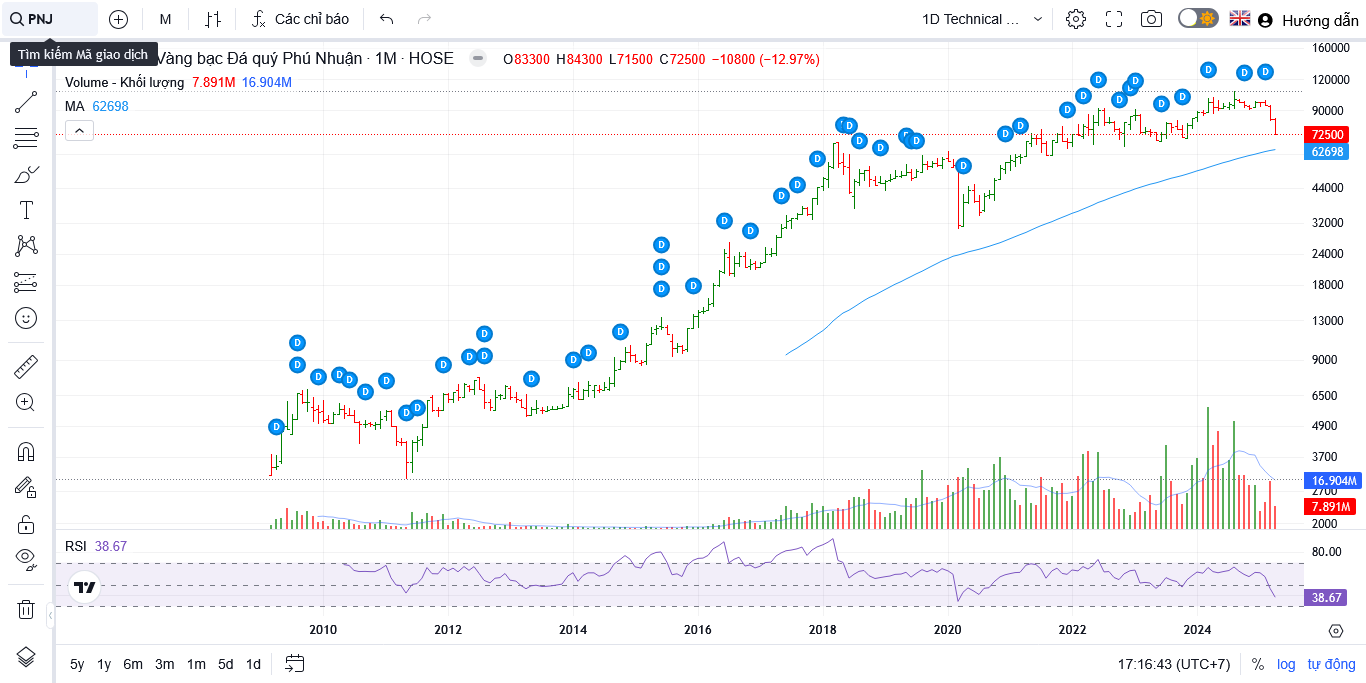 PNJ
M
Các chỉ báo
1D Technical ...
Hướng dẫn
Tìm kiếm Mã giao dịch
Vàng bạc Đá quý Phú Nhuận · 1M · HOSE
O83300 H84300 L71500 C72500 −10800 (−12.97%)
Volume - Khối lượng 7.891M 16.904M
MA 62698
160000
120000
90000
72500
62698
44000
32000
24000
18000
13000
9000
6500
4900
3700
16.904M
2700
7.891M
2000
RSI 38.67
80.00
38.67
2010 2012 2014 2016 2018 2020 2022 2024
5y 1y 6m 3m 1m 5d 1d
17:16:43 (UTC+7) % log tự động